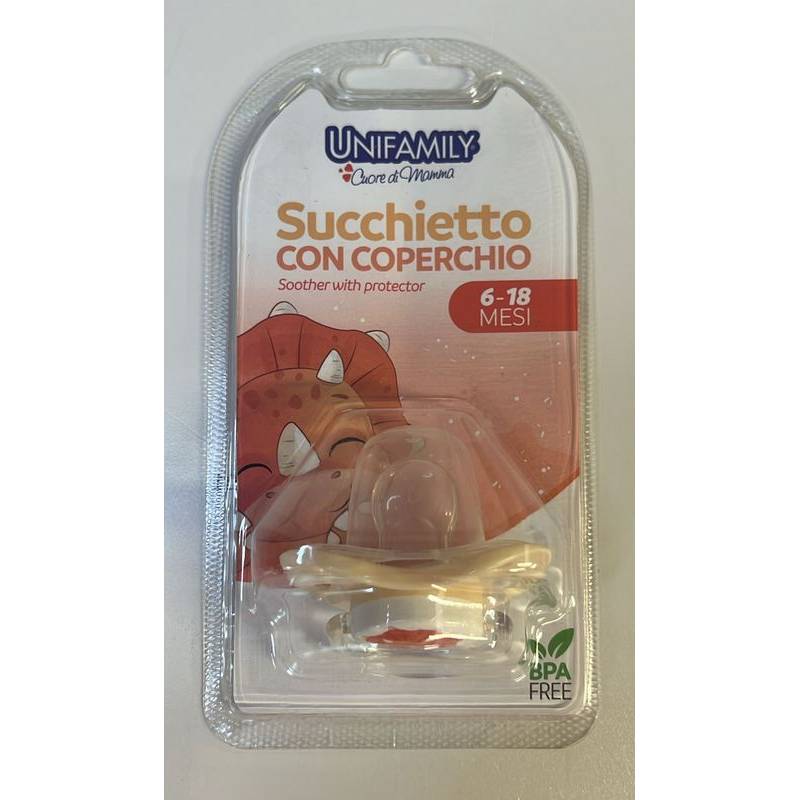 UNIFAMILY
Cuore di Mamma
Succhietto
CON COPERCHIO
Soother with protector
6-18
MESI
BPA
FREE